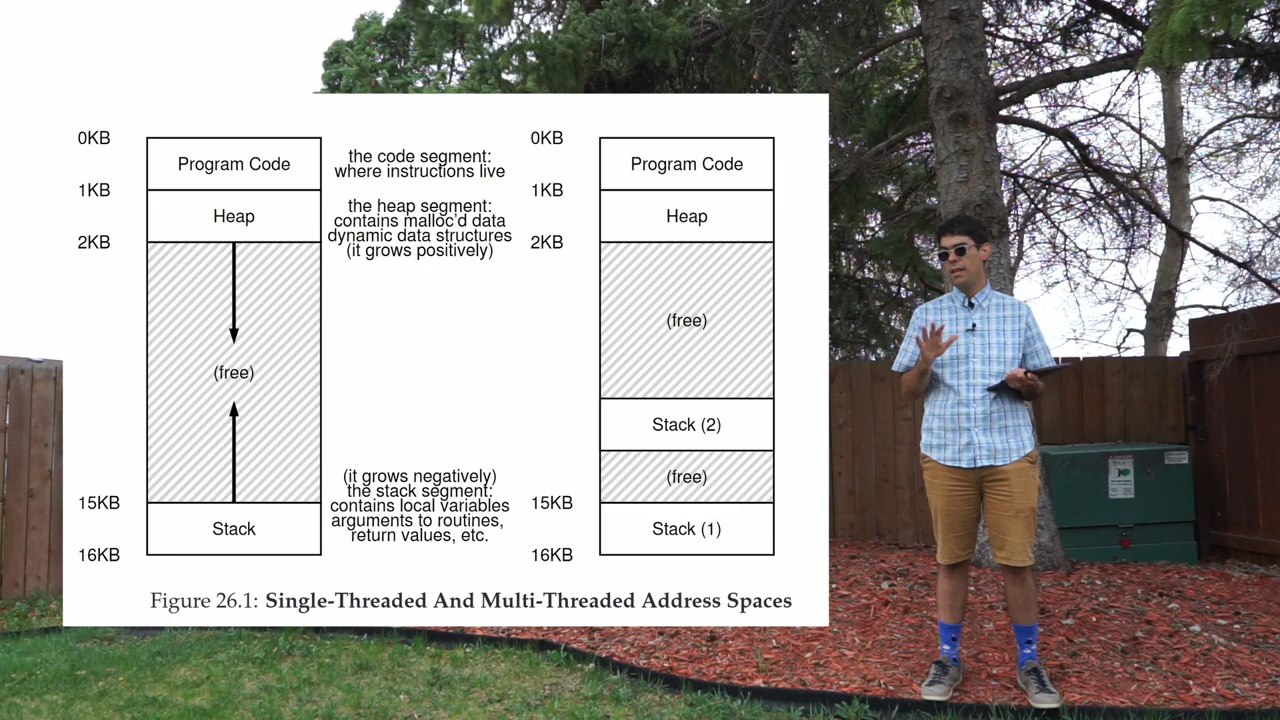 0KB
Program Code
the code segment:
where instructions live
1KB
Heap
the heap segment:
contains malloc'd data
dynamic data structures
(it grows positively)
2KB
(free)
(it grows negatively)
the stack segment:
contains local variables
arguments to routines,
return values, etc.
15KB
Stack
16KB
0KB
Program Code
1KB
Heap
2KB
(free)
Stack (2)
(free)
15KB
Stack (1)
16KB
Figure 26.1: Single-Threaded And Multi-Threaded Address Spaces